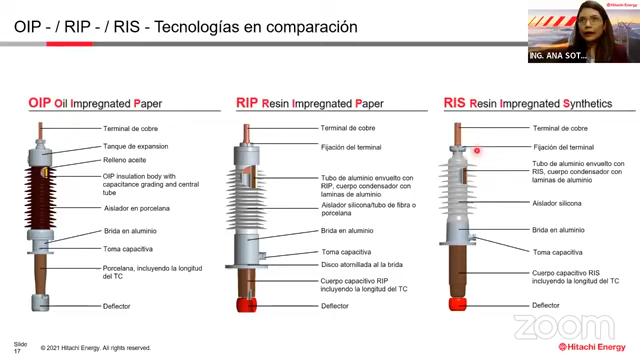 OIP - / RIP - / RIS - Tecnologías en comparación
Hitachi Energy
ING. ANA SOT...
OIP Oil Impregnated Paper
Terminal de cobre
Tanque de expansion
Relleno aceite
OIP insulation body with
capacitance grading and central
tube
Aislador en porcelana
Brida en aluminio
Toma capacitiva
Porcelana, incluyendo la longitud
del TC
Deflector
RIP Resin Impregnated Paper
Terminal de cobre
Fijación del terminal
Tubo de aluminio envuelto con
RIP, cuerpo condensador con
laminas de aluminio
Aislador silicona/tubo de fibra o
porcelana
Brida en aluminio
Toma capacitiva
Disco atornillada al la brida
Cuerpo capacitivo RIP
incluyendo la longitud del TC
Deflector
RIS Resin Impregnated Synthetics
Terminal de cobre
Fijación del terminal
Tubo de aluminio envuelto con
RIS, cuerpo condensador con
laminas de aluminio
Aislador silicona
Brida en aluminio
Toma capacitiva
Cuerpo capacitivo RIS
incluyendo la longitud del TC
Deflector
zoom
Slide
17
© 2021 Hitachi Energy. All rights reserved.
Hitachi Energy